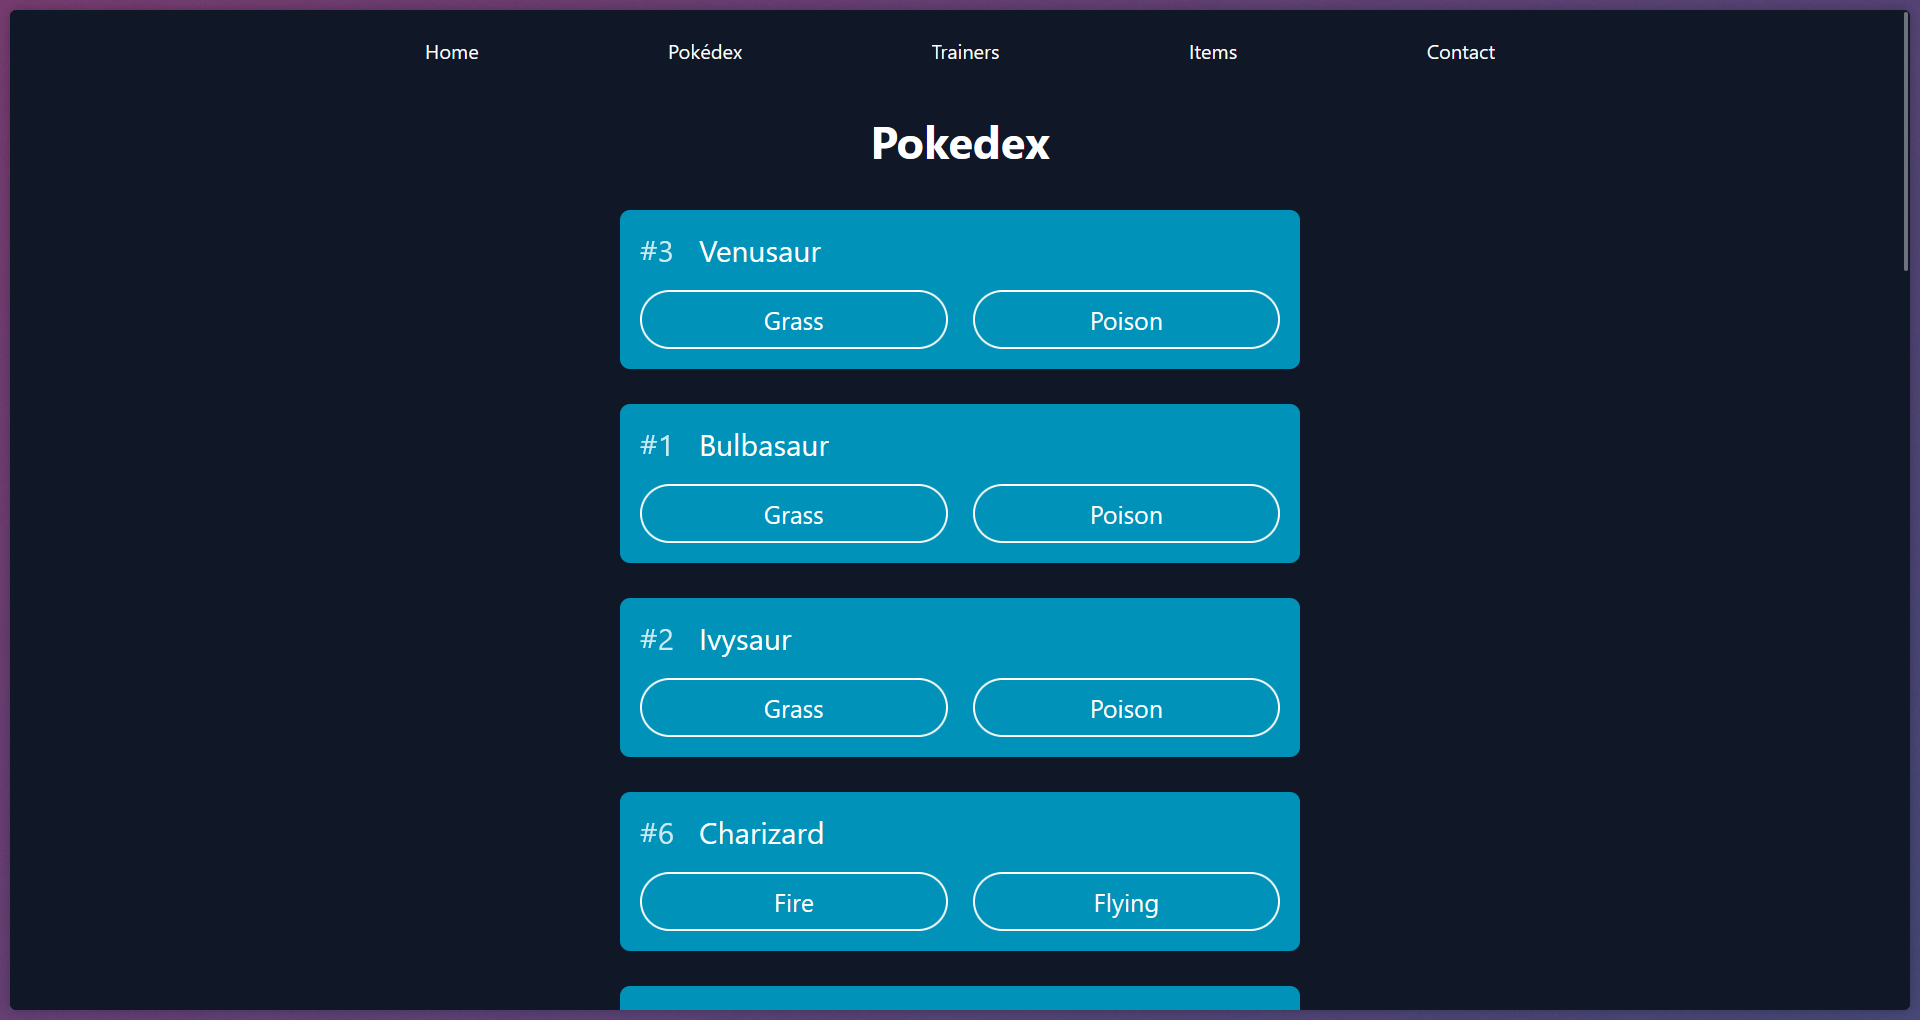 Home Pokédex Trainers Items Contact
Pokedex
#3 Venusaur
Grass Poison
#1 Bulbasaur
Grass Poison
#2 Ivysaur
Grass Poison
#6 Charizard
Fire Flying